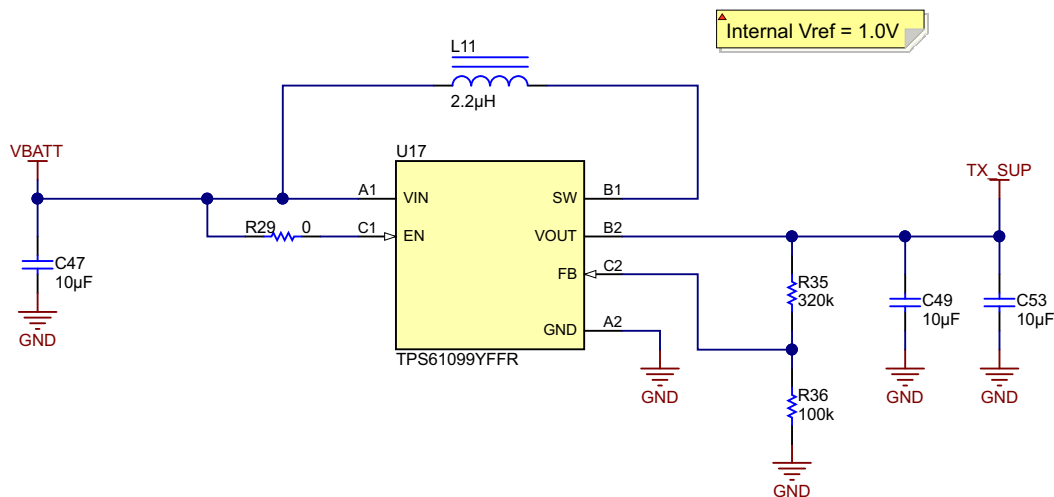 Internal Vref = 1.0V
L11
2.2µH
VBATT
U17
TX_SUP
A1
VIN
SW
B1
R29
0
C1
EN
VOUT
B2
C47
10µF
FB
C2
R35
320k
C49
10µF
C53
10µF
GND
A2
GND
TPS61099YFFR
GND
R36
100k
GND
GND
GND